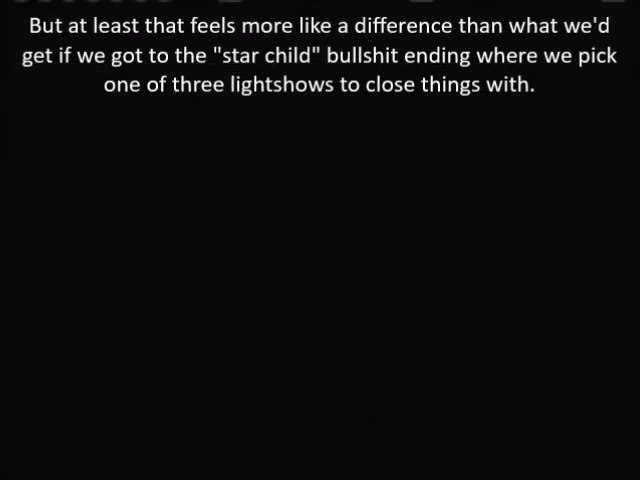 But at least that feels more like a difference than what we'd
get if we got to the "star child" bullshit ending where we pick
one of three lightshows to close things with.